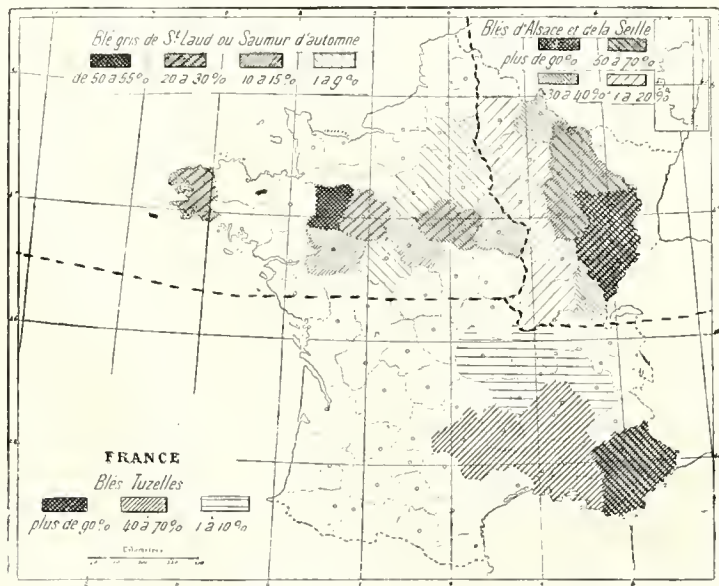 Blé gris de St Laud ou Saumur d'automne
de 50 à 55% 20 à 30% 10 à 15% 1 à 9%
Blés d'Alsace et de la Seille
plus de 90% 50 à 70%
30 à 40% 1 à 20%
FRANCE
Blés Tuzelles
plus de 90% 40 à 70% 1 à 10%
Kilomètres